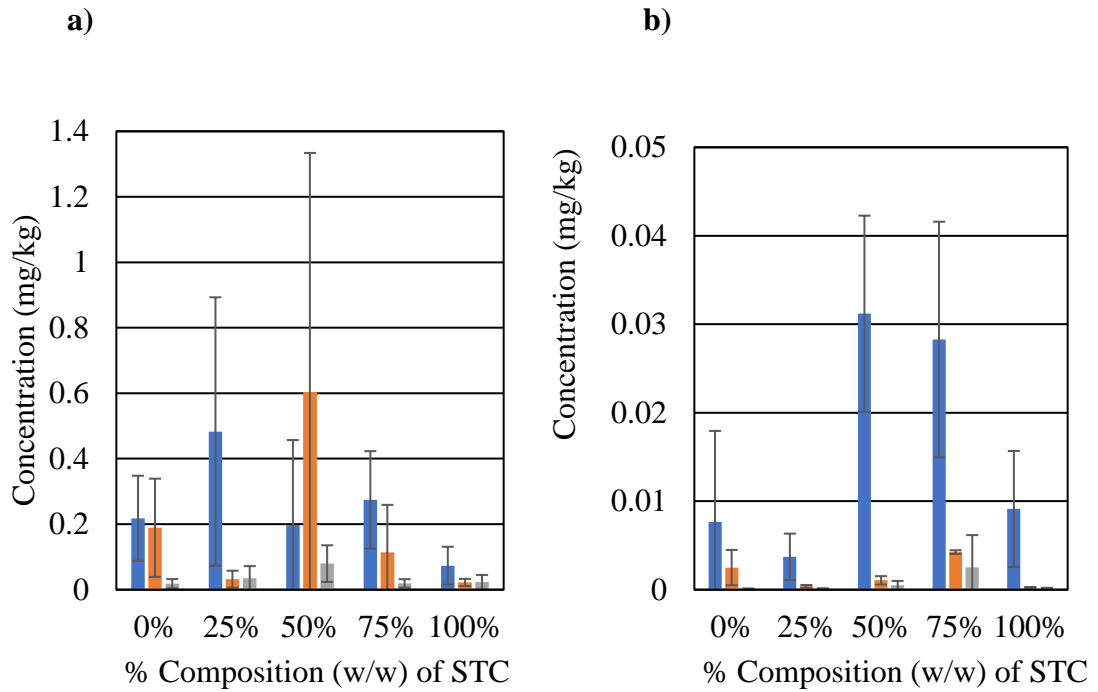 a)
Concentration (mg/kg)
1.4
1.2
1
0.8
0.6
0.4
0.2
0
0% 25% 50% 75% 100%
% Composition (w/w) of STC
b)
Concentration (mg/kg)
0.05
0.04
0.03
0.02
0.01
0
0% 25% 50% 75% 100%
% Composition (w/w) of STC